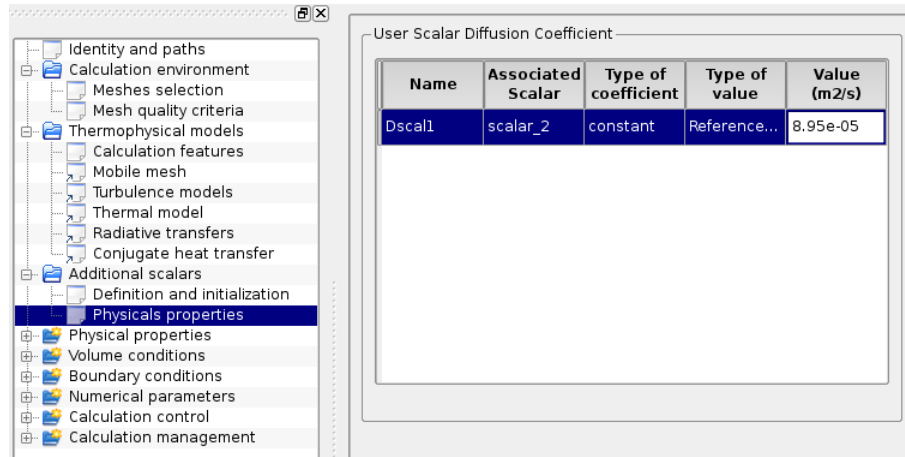 Identity and paths
Calculation environment
Meshes selection
Mesh quality criteria
Thermophysical models
Calculation features
Mobile mesh
Turbulence models
Thermal model
Radiative transfers
Conjugate heat transfer
Additional scalars
Definition and initialization
Physicals properties
Physical properties
Volume conditions
Boundary conditions
Numerical parameters
Calculation control
Calculation management
User Scalar Diffusion Coefficient
Name Associated Scalar Type of coefficient Type of value Value (m2/s)
Dscal1 scalar_2 constant Reference... 8.95e-05